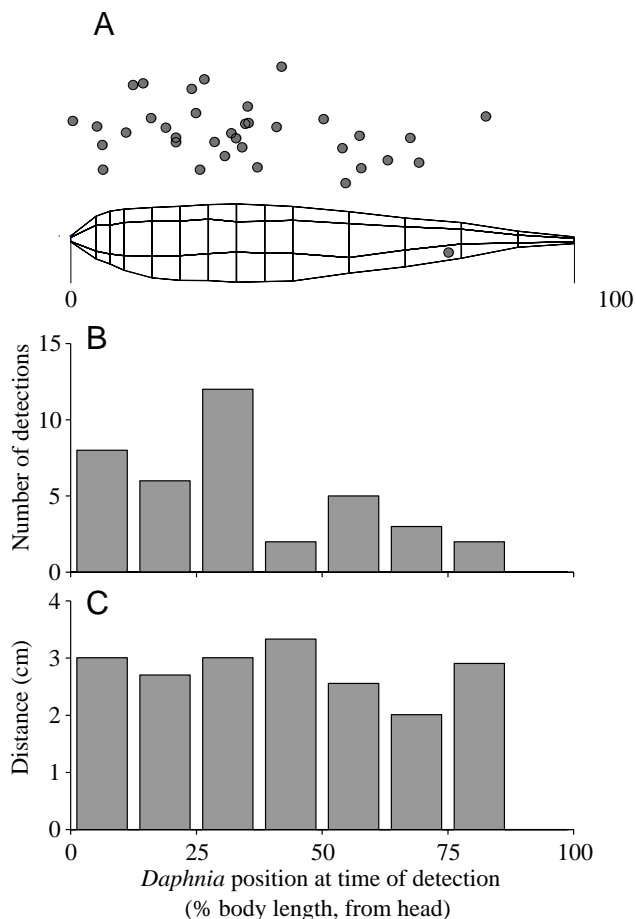 A
0 100
B
15
10
5
0
Number of detections
C
4
3
2
1
0
Distance (cm)
0 25 50 75 100
Daphnia position at time of detection
(% body length, from head)